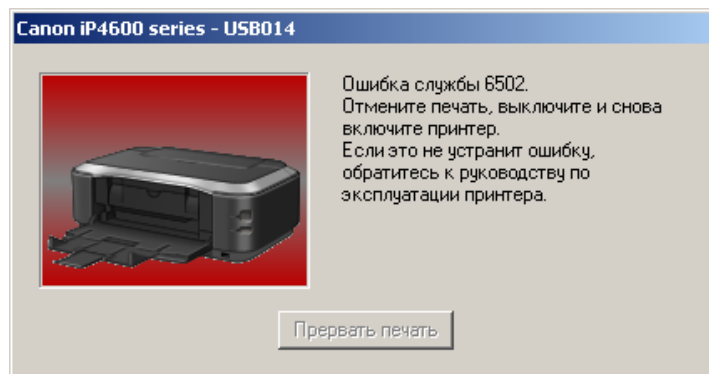 Canon iP4600 series - USB014
Ошибка службы 6502.
Отмените печать, выключите и снова
включите принтер.
Если это не устранит ошибку,
обратитесь к руководству по
эксплуатации принтера.
Прервать печать